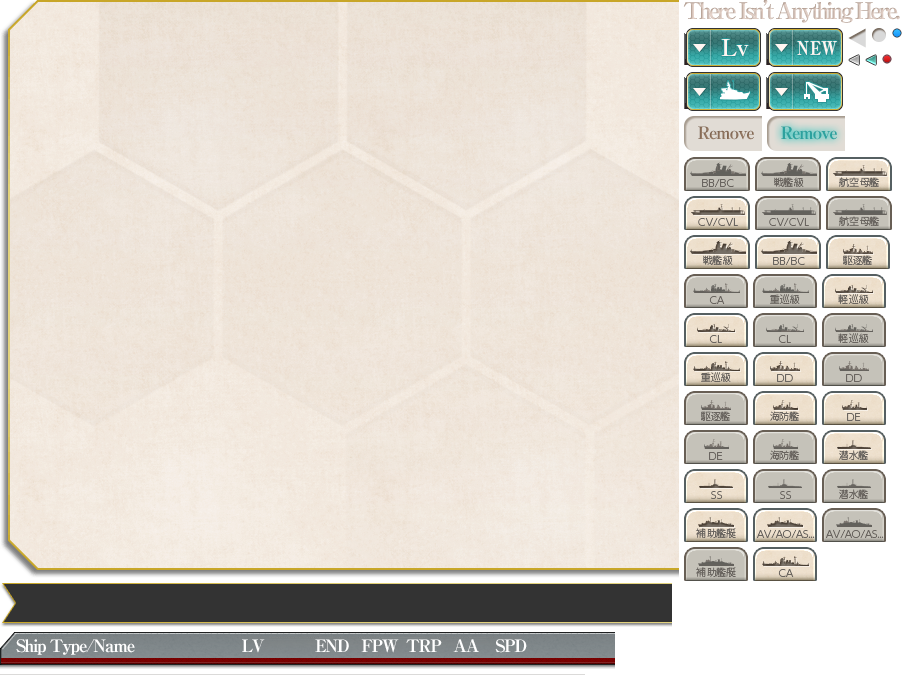 There Isn't Anything Here.
Lv NEW
Remove Remove
BB/BC 戦艦級 航空母艦
CV/CVL CV/CVL 航空母艦
戦艦級 BB/BC 駆逐艦
CA 重巡級 軽巡級
CL CL 軽巡級
重巡級 DD DD
駆逐艦 海防艦 DE
DE 海防艦 潜水艦
SS SS 潜水艦
補助艦艇 AV/AO/AS... AV/AO/AS...
補助艦艇 CA
Ship Type/Name LV END FPW TRP AA SPD